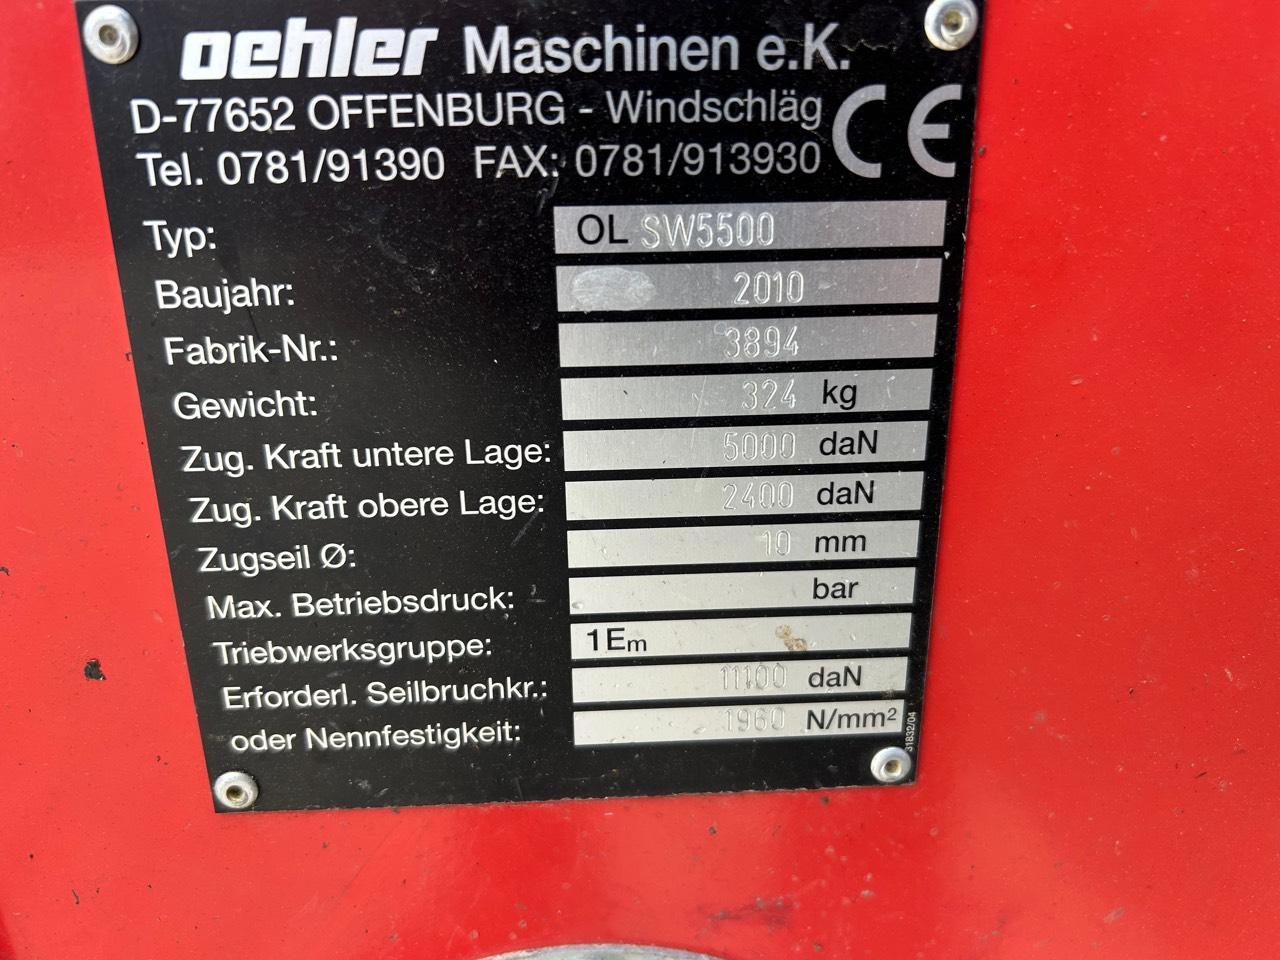 oehler Maschinen e.K.
D-77652 OFFENBURG - Windschläg
Tel. 0781/91390 FAX: 0781/913930
CE
Typ: OL SW5500
Baujahr: 2010
Fabrik-Nr.: 3894
Gewicht: 324 kg
Zug. Kraft untere Lage: 5000 daN
Zug. Kraft obere Lage: 2400 daN
Zugseil Ø: 10 mm
Max. Betriebsdruck: bar
Triebwerksgruppe: 1Em
Erforderl. Seilbruchkr.: 11100 daN
oder Nennfestigkeit: 1960 N/mm²
31832/04